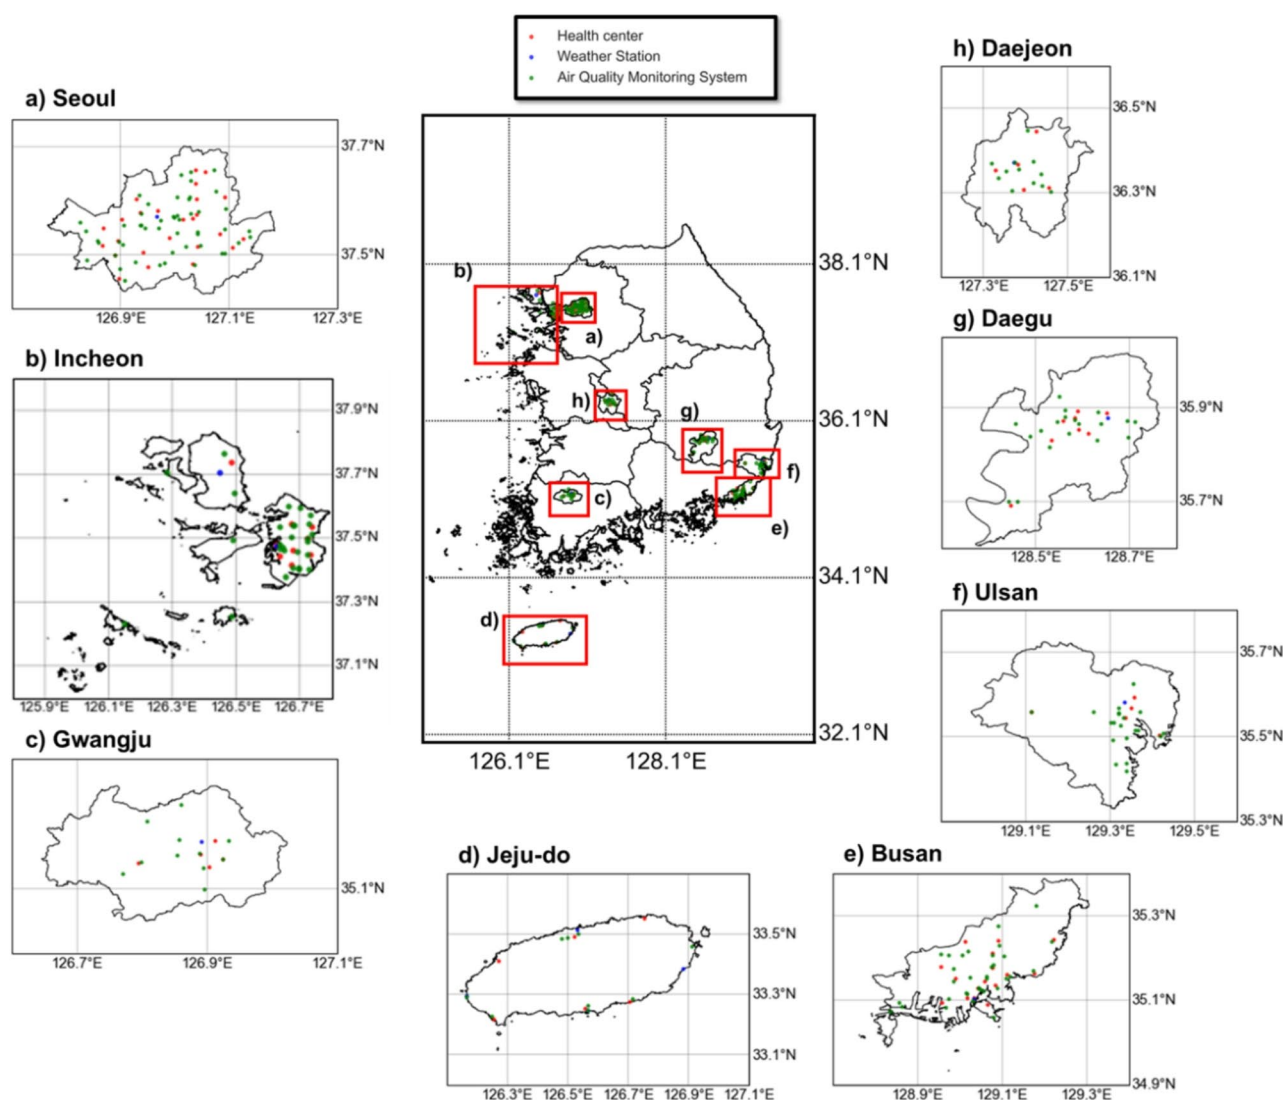 Health center
Weather Station
Air Quality Monitoring System
a) Seoul
37.7°N
37.5°N
126.9°E
127.1°E
127.3°E
b) Incheon
37.9°N
37.7°N
37.5°N
37.3°N
37.1°N
125.9°E
126.1°E
126.3°E
126.5°E
126.7°E
c) Gwangju
35.1°N
126.7°E
126.9°E
127.1°E
b)
a)
h)
g)
f)
c)
e)
d)
38.1°N
36.1°N
34.1°N
32.1°N
126.1°E
128.1°E
d) Jeju-do
33.5°N
33.3°N
33.1°N
126.3°E
126.5°E
126.7°E
126.9°E
127.1°E
e) Busan
35.3°N
35.1°N
34.9°N
128.9°E
129.1°E
129.3°E
h) Daejeon
36.5°N
36.3°N
36.1°N
127.3°E
127.5°E
g) Daegu
35.9°N
35.7°N
128.5°E
128.7°E
f) Ulsan
35.7°N
35.5°N
35.3°N
129.1°E
129.3°E
129.5°E